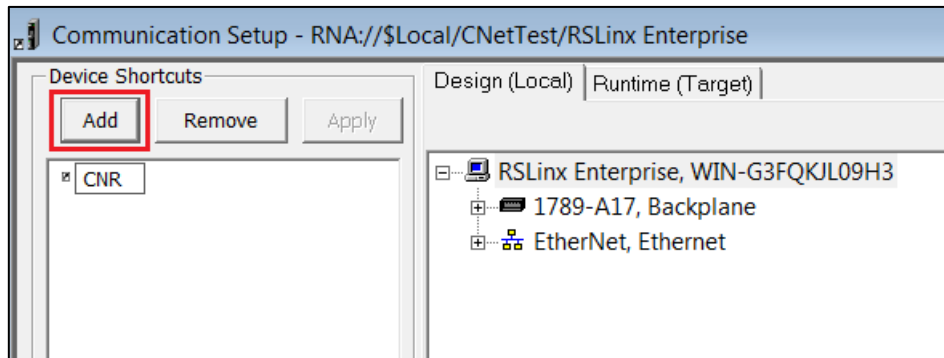 Communication Setup - RNA://$Local/CNetTest/RSLinx Enterprise
Device Shortcuts
Add Remove Apply
CNR
Design (Local) Runtime (Target)
RSLinx Enterprise, WIN-G3FQKJL09H3
1789-A17, Backplane
EtherNet, Ethernet